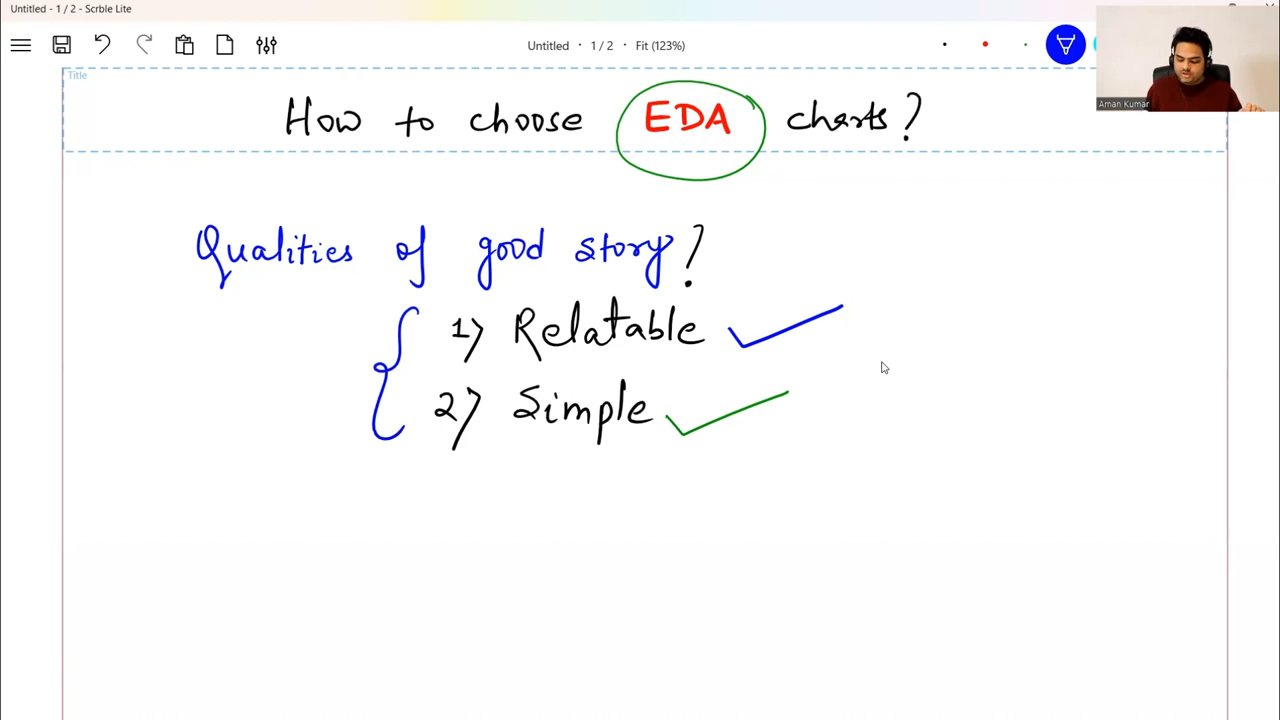 Untitled - 1 / 2 - Scrble Lite
Untitled • 1 / 2 • Fit (123%)
Aman Kumar
Title
How to choose EDA charts?
Qualities of good story?
1) Relatable
2) Simple